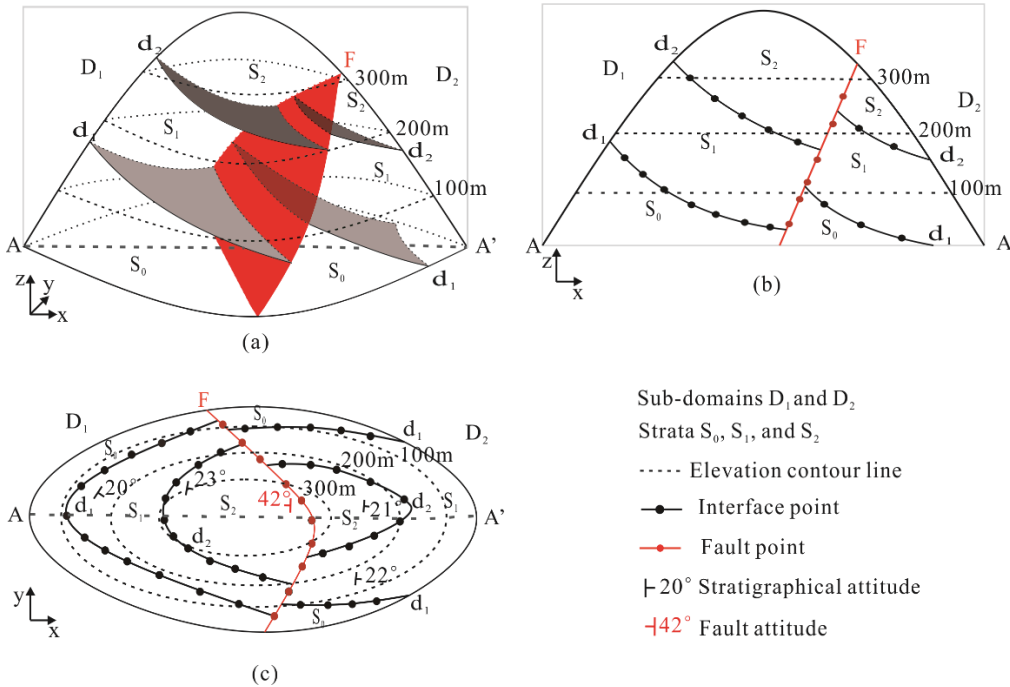 d₂
D₁
S₂
F
300m
D₂
S₂
200m
d₁
S₁
d₂
S₁
100m
A
A'
S₀
S₀
d₁
z
y
x
(a)
F
d₂
S₂
D₁
300m
S₂
D₂
d₁
200m
S₁
S₁
d₂
100m
S₀
S₀
d₁
A
A
z
x
(b)
F
D₁
S₀
d₁
D₂
S₀
100m
200m
20°
23°
300m
42°
A
d₁
S₁
S₂
S₂
21°
d₂
S₁
A'
d₂
22°
d₁
S₀
y
x
(c)
Sub-domains D₁ and D₂
Strata S₀, S₁, and S₂
Elevation contour line
Interface point
Fault point
20° Stratigraphical attitude
42° Fault attitude